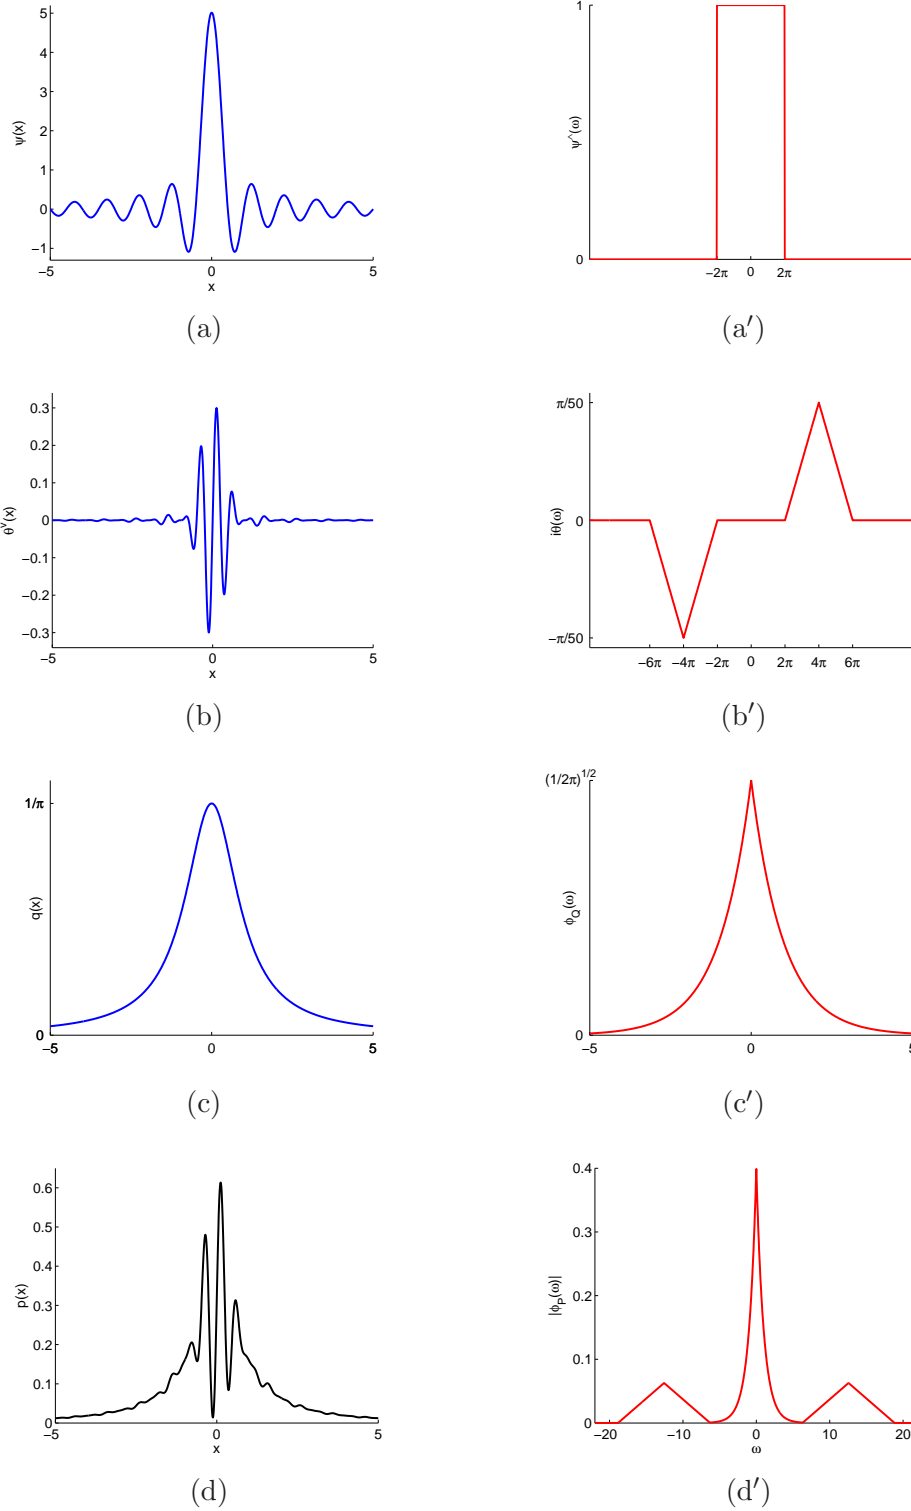 5
4
3
2
1
0
−1
ψ(x)
−5 0 5
x
(a)
1
0
ψ^(ω)
−2π 0 2π
(a′)
0.3
0.2
0.1
0
−0.1
−0.2
−0.3
θ^v(x)
−5 0 5
x
(b)
π/50
0
−π/50
iθ(ω)
−6π −4π −2π 0 2π 4π 6π
(b′)
1/π
0
q(x)
−5 0 5
(c)
(1/2π)^1/2
0
ϕ_Q(ω)
−5 0 5
(c′)
0.6
0.5
0.4
0.3
0.2
0.1
0
p(x)
−5 0 5
x
(d)
0.4
0.3
0.2
0.1
0
|ϕ_P(ω)|
−20 −10 0 10 20
ω
(d′)